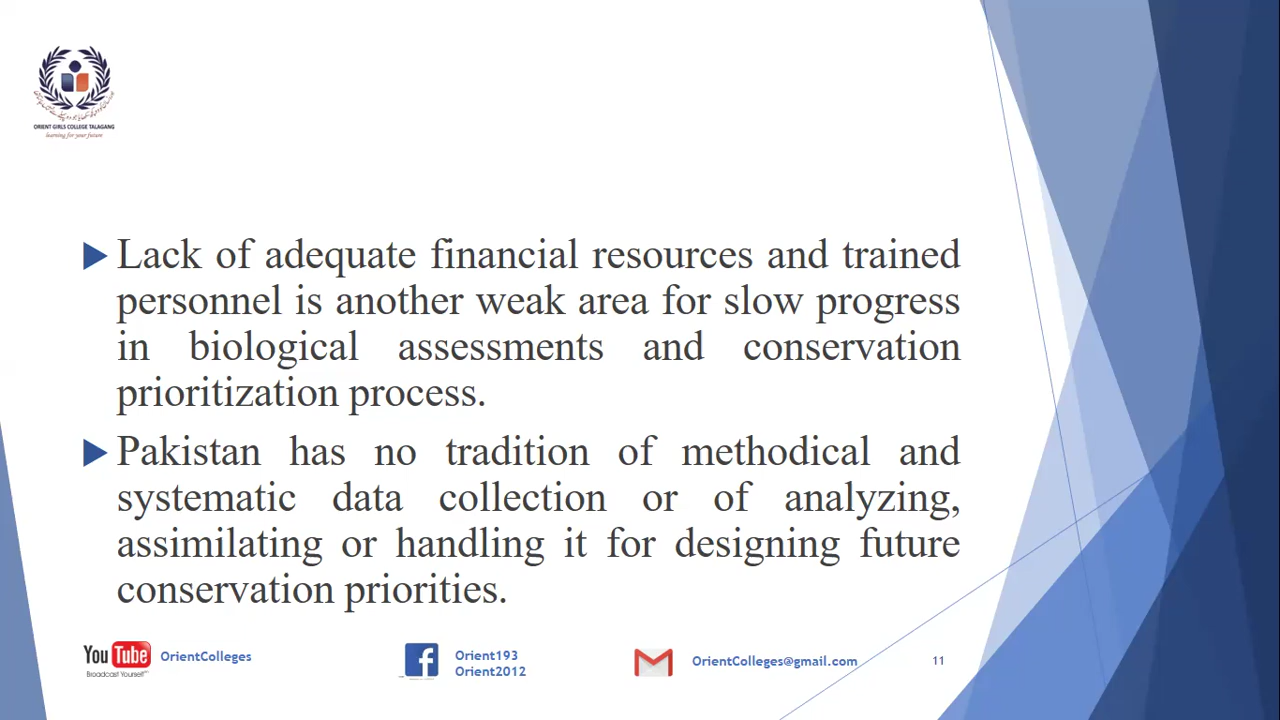 ORIENT GIRLS COLLEGE TALAGANG
learning for your future
Lack of adequate financial resources and trained
personnel is another weak area for slow progress
in biological assessments and conservation
prioritization process.
Pakistan has no tradition of methodical and
systematic data collection or of analyzing,
assimilating or handling it for designing future
conservation priorities.
YouTube
Broadcast Yourself
OrientColleges
f
Orient193
Orient2012
OrientColleges@gmail.com
11